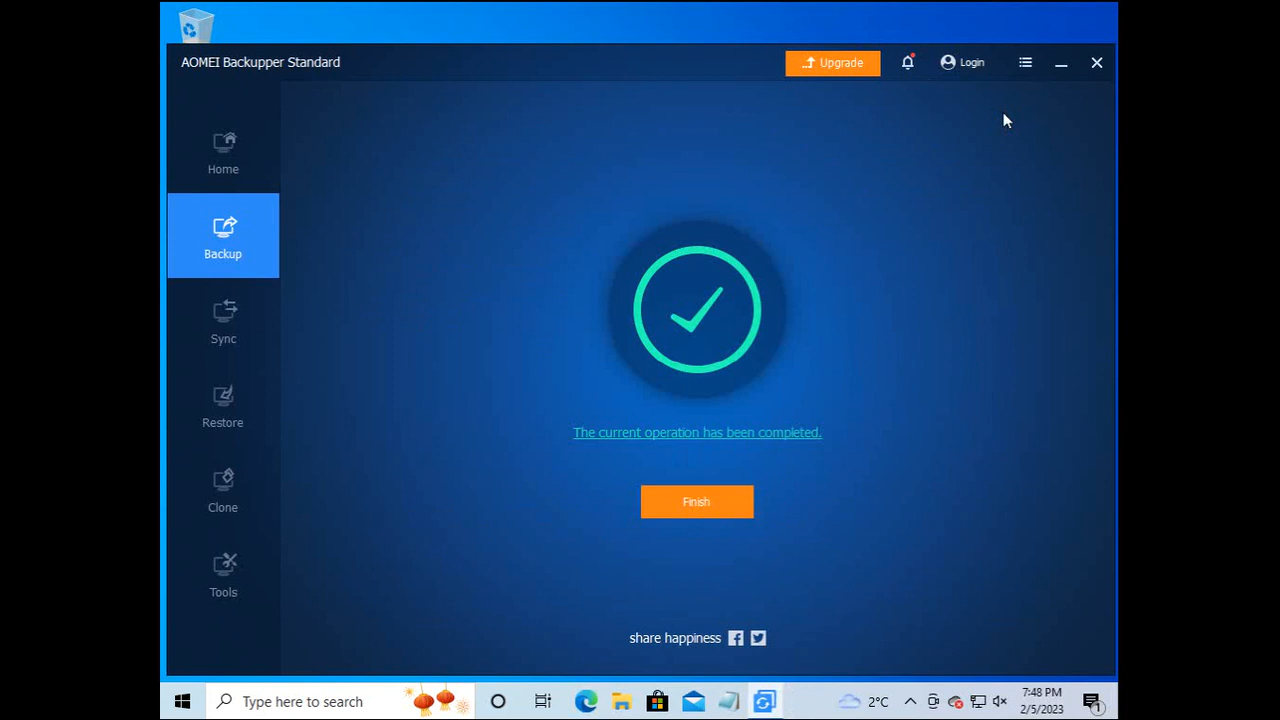 AOMEI Backupper Standard
Upgrade
Login
Home
Backup
Sync
Restore
Clone
Tools
The current operation has been completed.
Finish
share happiness
Type here to search
2°C
7:48 PM
2/5/2023
1